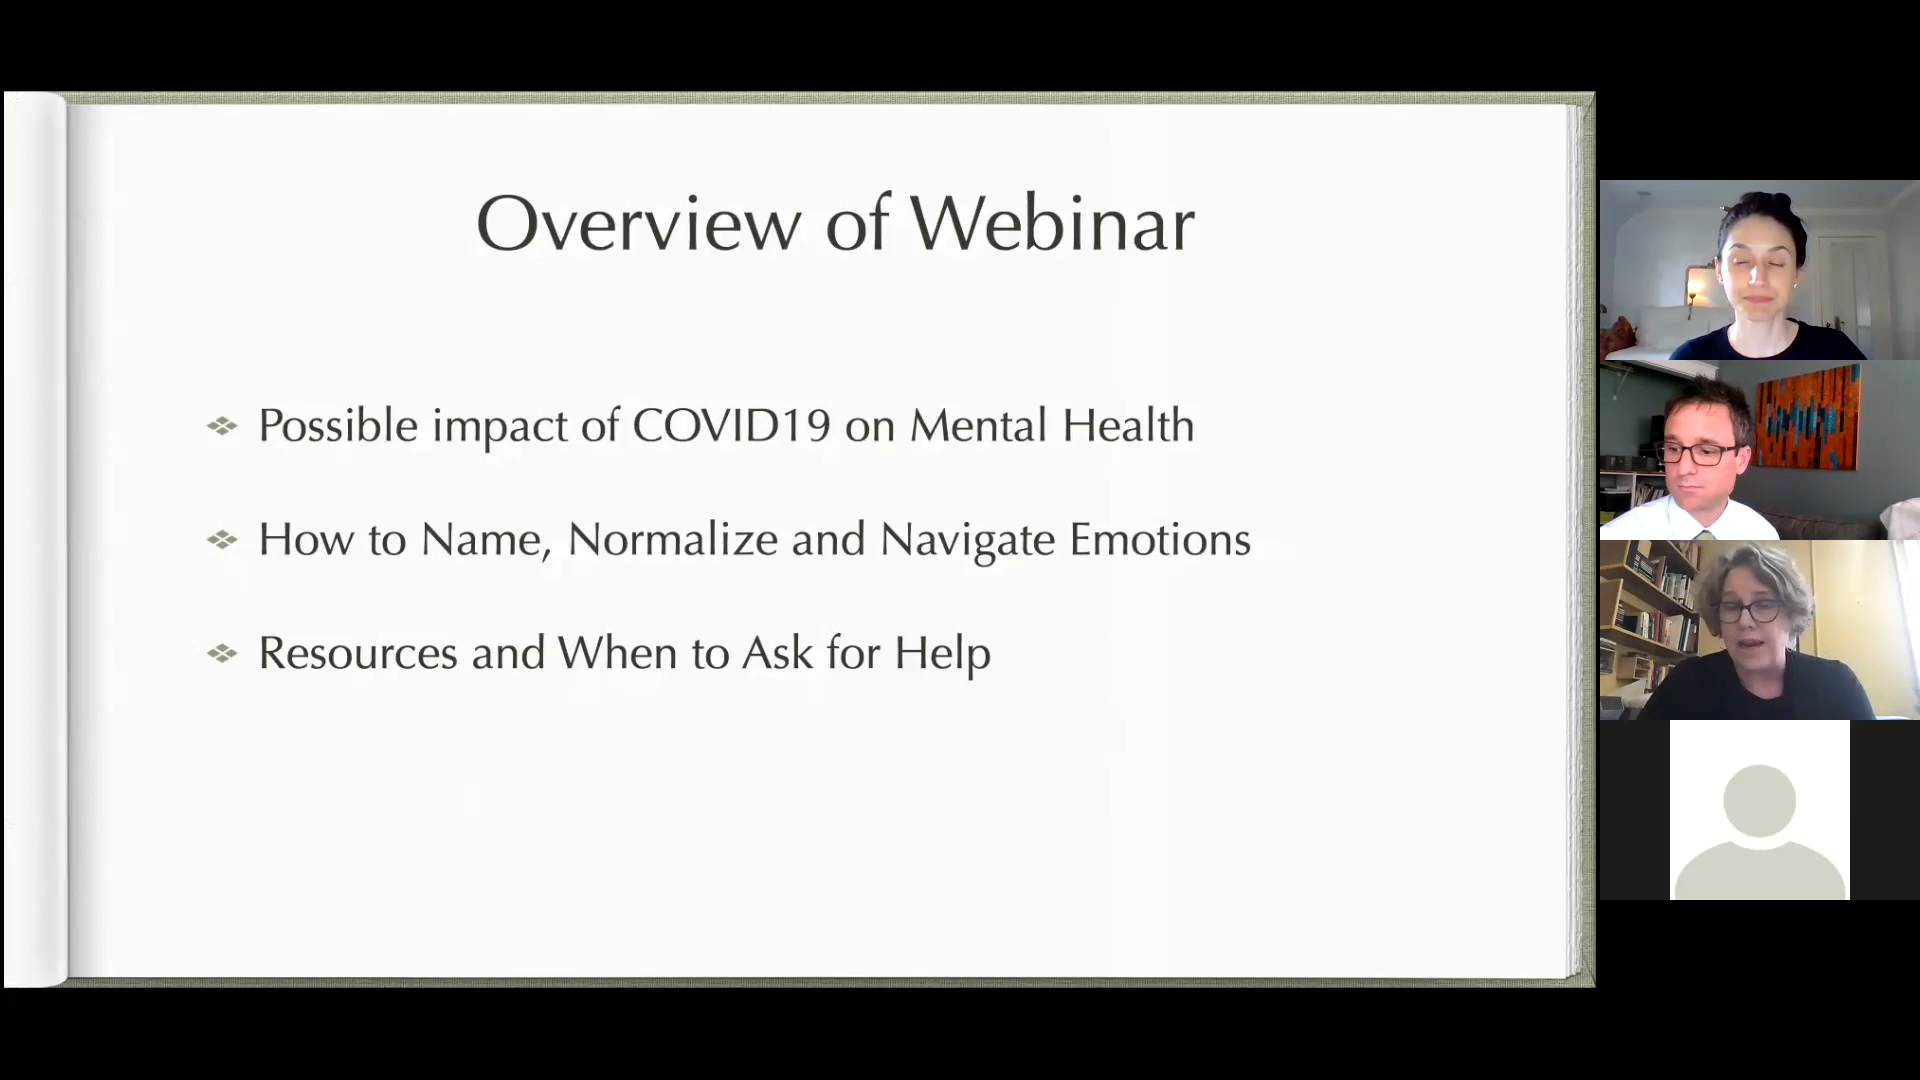 Overview of Webinar
Possible impact of COVID19 on Mental Health
How to Name, Normalize and Navigate Emotions
Resources and When to Ask for Help